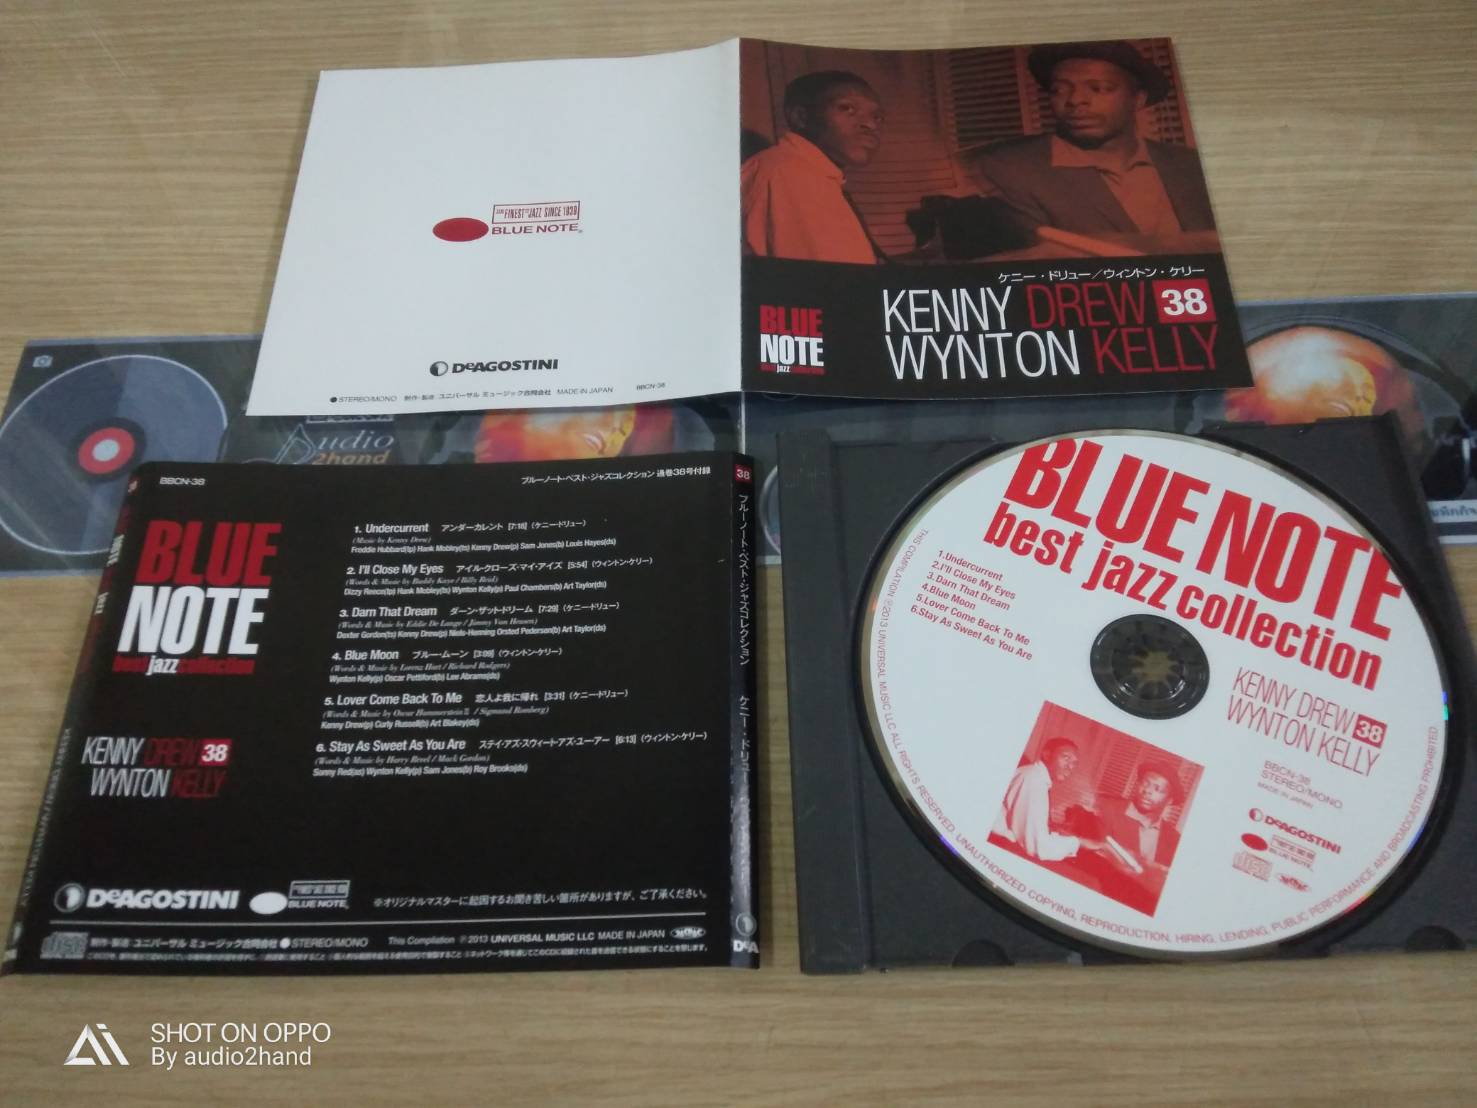 THE FINEST IN JAZZ SINCE 1939
BLUE NOTE
DeAGOSTINI
●STEREO/MONO 制作・製造 ユニバーサル ミュージック合同会社 MADE IN JAPAN BBCN-38
ケニー・ドリュー／ウィントン・ケリー
KENNY DREW 38
WYNTON KELLY
BLUE
NOTE
best jazz collection
Audio
2hand
BBCN-38
ブルーノート・ベスト・ジャズコレクション 通巻38号付録
BLUE
NOTE
best jazz collection
KENNY DREW 38
WYNTON KELLY
1. Undercurrent アンダーカレント [7:18]（ケニー・ドリュー）
(Music by Kenny Drew)
Freddie Hubbard(tp) Hank Mobley(ts) Kenny Drew(p) Sam Jones(b) Louis Hayes(ds)
2. I'll Close My Eyes アイル・クローズ・マイ・アイズ [5:54]（ウィントン・ケリー）
(Words & Music by Buddy Kaye / Billy Reid)
Dizzy Reece(tp) Hank Mobley(ts) Wynton Kelly(p) Paul Chambers(b) Art Taylor(ds)
3. Darn That Dream ダーン・ザット・ドリーム [7:29]（ケニー・ドリュー）
(Words & Music by Eddie De Lange / Jimmy Van Heusen)
Dexter Gordon(ts) Kenny Drew(p) Niels-Henning Orsted Pedersen(b) Art Taylor(ds)
4. Blue Moon ブルー・ムーン [3:09]（ウィントン・ケリー）
(Words & Music by Lorenz Hart / Richard Rodgers)
Wynton Kelly(p) Oscar Pettiford(b) Lee Abrams(ds)
5. Lover Come Back To Me 恋人よ我に帰れ [3:31]（ケニー・ドリュー）
(Words & Music by Oscar Hammerstein II / Sigmund Romberg)
Kenny Drew(p) Curly Russell(b) Art Blakey(ds)
6. Stay As Sweet As You Are ステイ・アズ・スウィート・アズ・ユー・アー [6:13]（ウィントン・ケリー）
(Words & Music by Harry Revel / Mack Gordon)
Sonny Red(as) Wynton Kelly(p) Sam Jones(b) Roy Brooks(ds)
DeAGOSTINI
BLUE NOTE
※オリジナルマスターに起因するお聞き苦しい箇所がありますが、ご了承ください。
制作・製造 ユニバーサル ミュージック合同会社 ●STEREO/MONO This Compilation ℗2013 UNIVERSAL MUSIC LLC MADE IN JAPAN
38 ブルーノート・ベスト・ジャズコレクション ケニー・ドリュー
BLUE NOTE
best jazz collection
1.Undercurrent
2.I'll Close My Eyes
3.Darn That Dream
4.Blue Moon
5.Lover Come Back To Me
6.Stay As Sweet As You Are
KENNY DREW 38
WYNTON KELLY
BBCN-38
STEREO/MONO
MADE IN JAPAN
DeAGOSTINI
BLUE NOTE
THIS COMPILATION ℗2013 UNIVERSAL MUSIC LLC ALL RIGHTS RESERVED. UNAUTHORIZED COPYING, REPRODUCTION, HIRING, LENDING, PUBLIC PERFORMANCE AND BROADCASTING PROHIBITED.
SHOT ON OPPO
By audio2hand